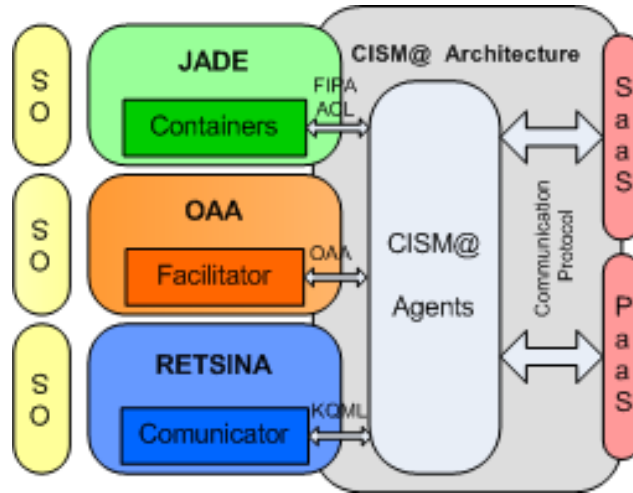 S
O
JADE
Containers
FIPA
ACL
CISM@ Architecture
S
a
a
S
S
O
OAA
Facilitator
OAA
CISM@
Agents
Communication
Protocol
S
O
RETSINA
Comunicator
KQML
P
a
a
S